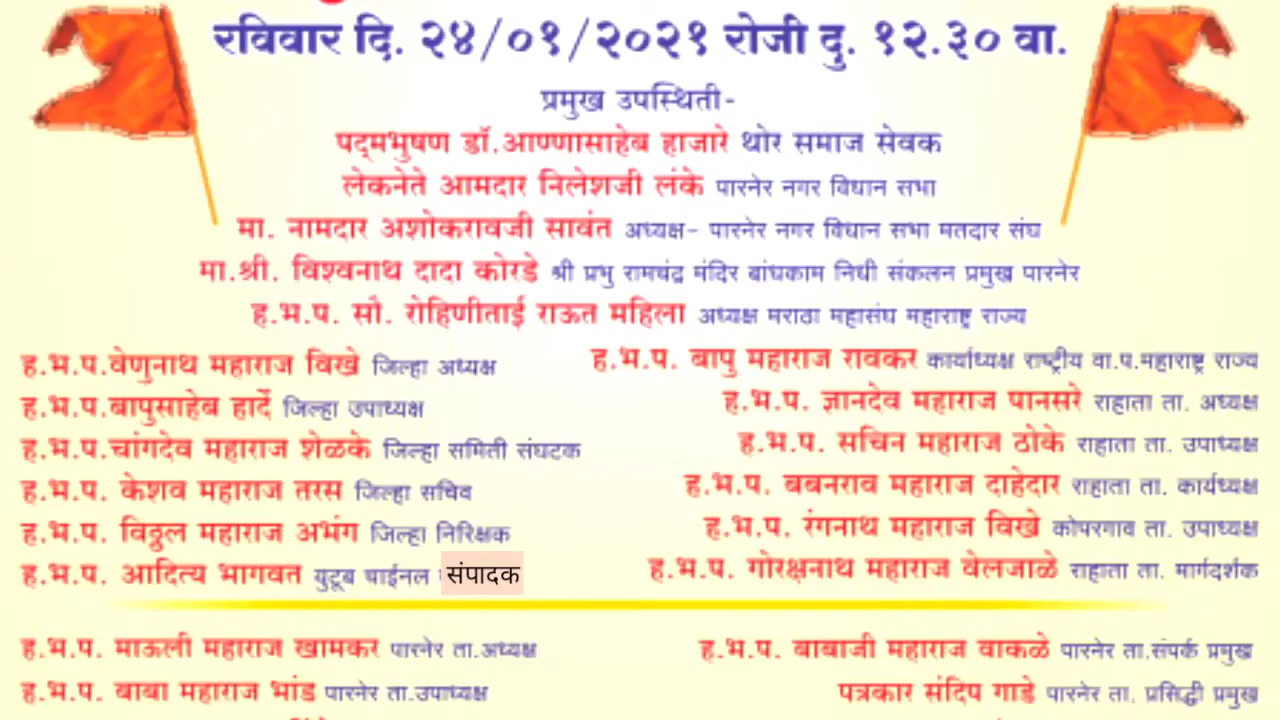 रविवार दि. २४/०१/२०२१ रोजी दु. १२.३० वा.
प्रमुख उपस्थिती-
पद्मभुषण डॉ.आण्णासाहेब हाजारे थोर समाज सेवक
लेकनेते आमदार निलेशजी लंके पारनेर नगर विधान सभा
मा. नामदार अशोकरावजी सावंत अध्यक्ष- पारनेर नगर विधान सभा मतदार संघ
मा.श्री. विश्वनाथ दादा कोरडे श्री प्रभु रामचंद्र मंदिर बांधकाम निधी संकलन प्रमुख पारनेर
ह.भ.प. सौ. रोहिणीताई राऊत महिला अध्यक्ष मराठा महासंघ महाराष्ट्र राज्य
ह.भ.प.वेणुनाथ महाराज विखे जिल्हा अध्यक्ष
ह.भ.प.बापुसाहेब हार्दे जिल्हा उपाध्यक्ष
ह.भ.प.चांगदेव महाराज शेळके जिल्हा समिती संघटक
ह.भ.प. केशव महाराज तरस जिल्हा सचिव
ह.भ.प. विठ्ठल महाराज अभंग जिल्हा निरिक्षक
ह.भ.प. आदित्य भागवत युटूब चाईनल संपादक
ह.भ.प. बापु महाराज रावकर कार्याध्यक्ष राष्ट्रीय वा.प.महाराष्ट्र राज्य
ह.भ.प. ज्ञानदेव महाराज पानसरे राहाता ता. अध्यक्ष
ह.भ.प. सचिन महाराज ठोके राहाता ता. उपाध्यक्ष
ह.भ.प. बबनराव महाराज दाहेदार राहाता ता. कार्यध्यक्ष
ह.भ.प. रंगनाथ महाराज विखे कोपरगाव ता. उपाध्यक्ष
ह.भ.प. गोरक्षनाथ महाराज वेलजाळे राहाता ता. मार्गदर्शक
ह.भ.प. माऊली महाराज खामकर पारनेर ता.अध्यक्ष
ह.भ.प. बाबा महाराज भांड पारनेर ता.उपाध्यक्ष
ह.भ.प. बाबाजी महाराज वाकळे पारनेर ता.संपर्क प्रमुख
पत्रकार संदिप गाडे पारनेर ता. प्रसिद्धी प्रमुख